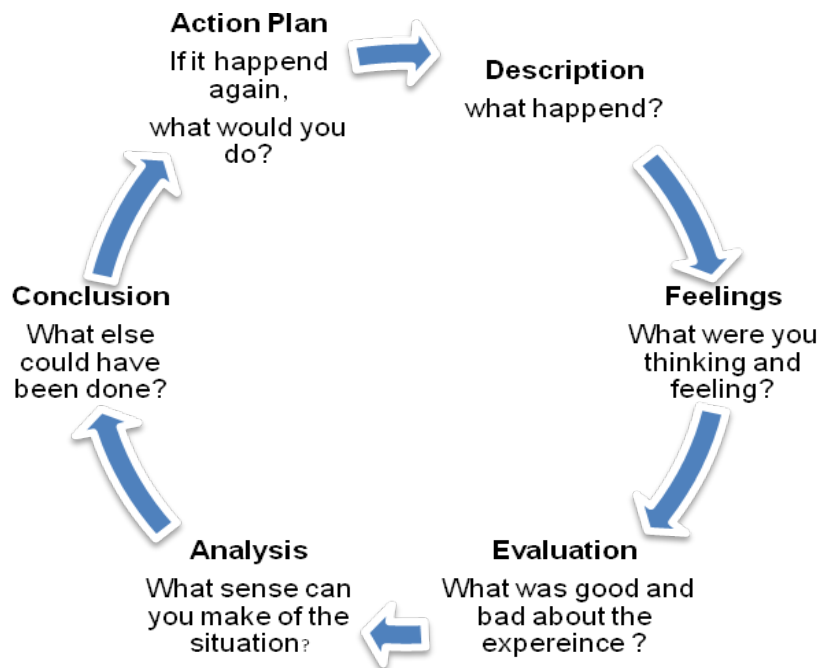 Action Plan
If it happend
again,
what would you
do?
Description
what happend?
Feelings
What were you
thinking and
feeling?
Evaluation
What was good and
bad about the
expereince ?
Analysis
What sense can
you make of the
situation?
Conclusion
What else
could have
been done?